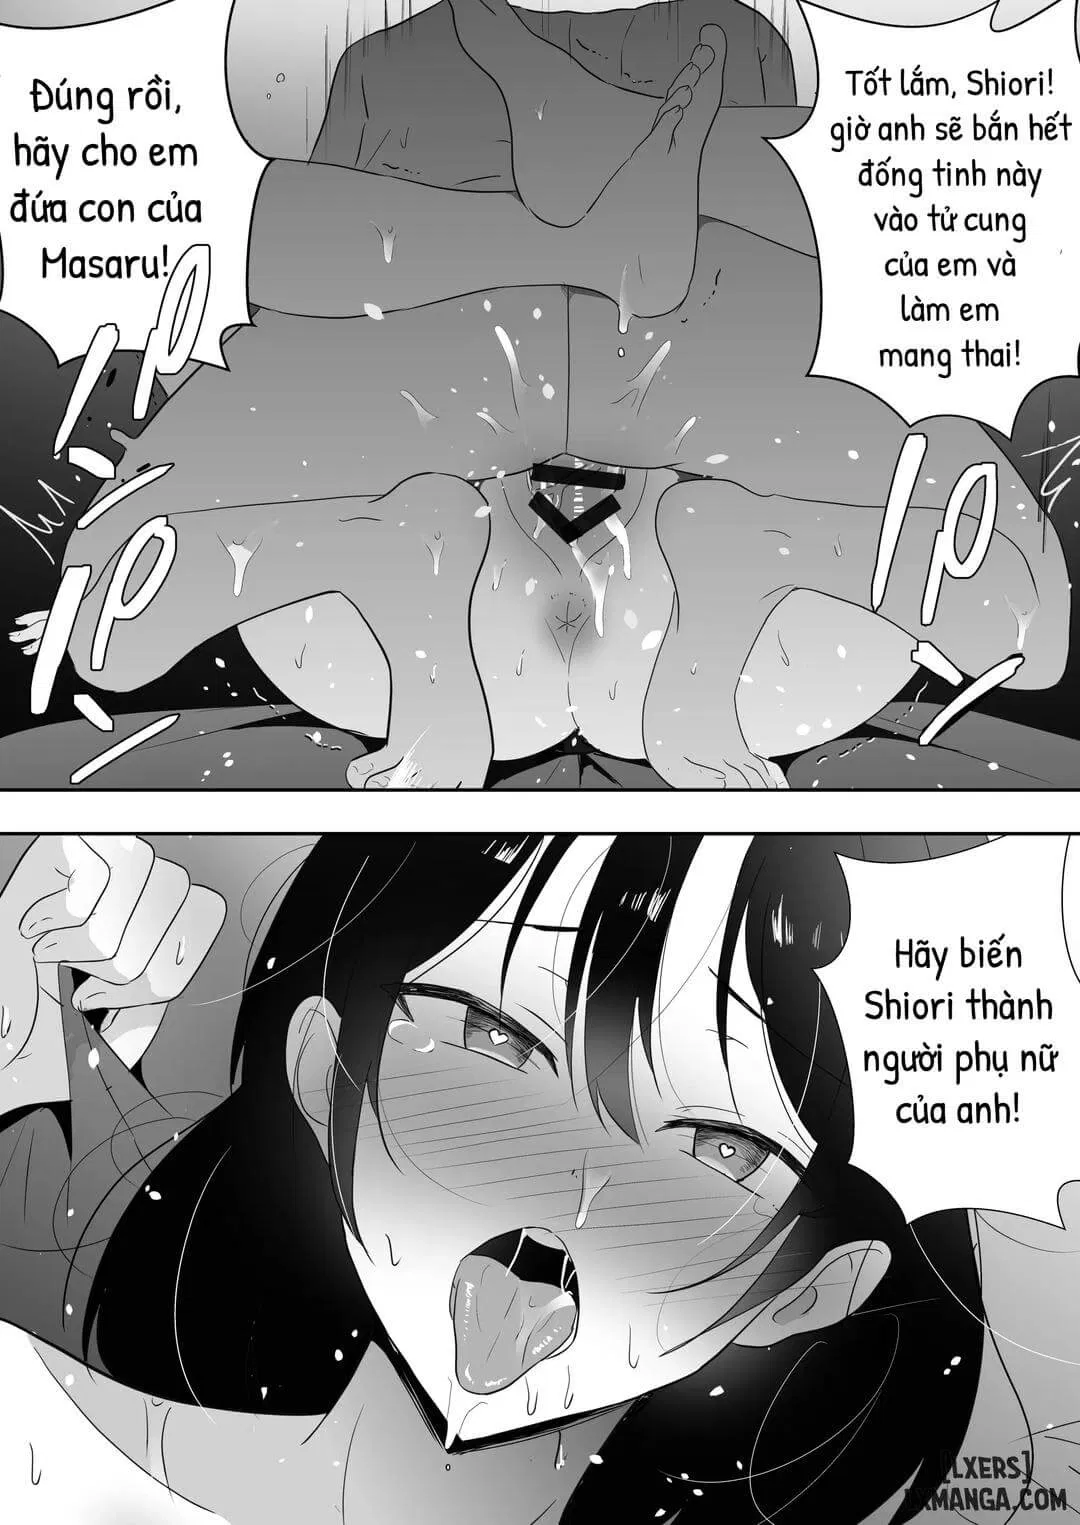 Đúng rồi,
hãy cho em
đứa con của
Masaru!
Tốt lắm, Shiori!
giờ anh sẽ bắn hết
đống tinh này
vào tử cung
của em và
làm em
mang thai!
Hãy biến
Shiori thành
người phụ nữ
của anh!
[LXERS]
IXMANGA.COM